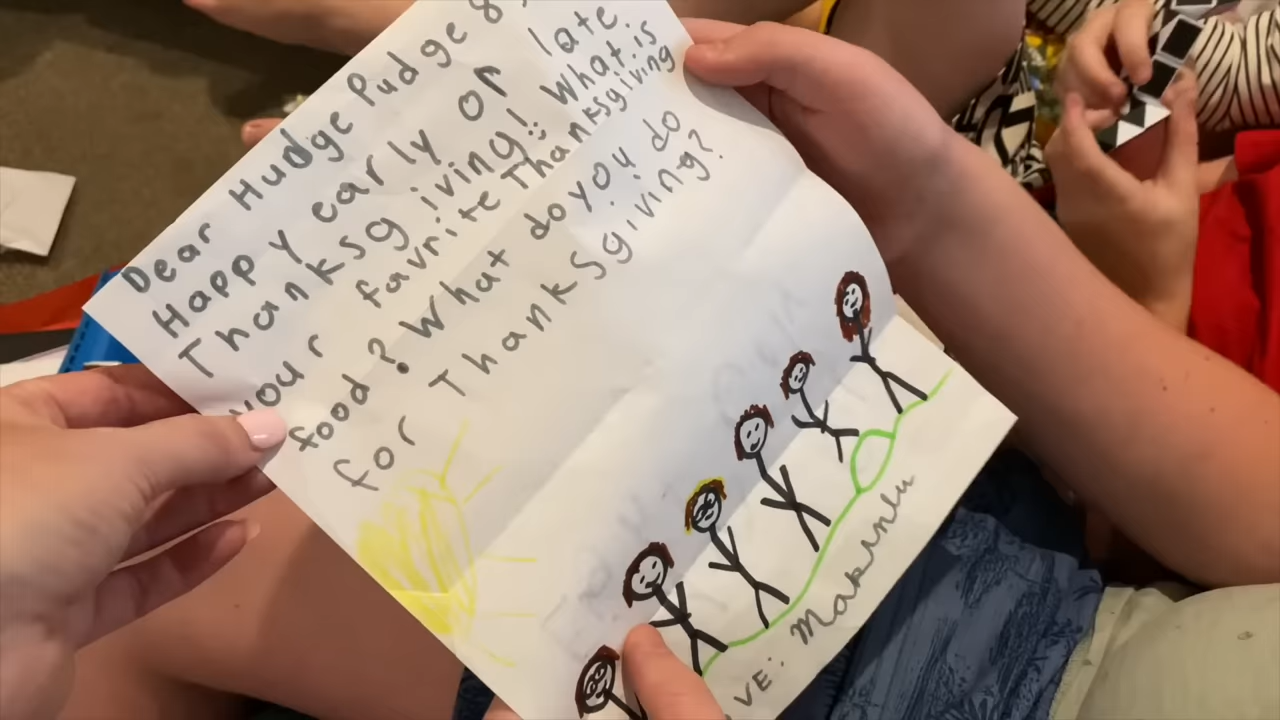 Dear Hudge Pudge &
Happy early or late
Thanksgiving! What is
your favrite Thanksgiving
food? What do you do
for Thanksgiving?
VE: